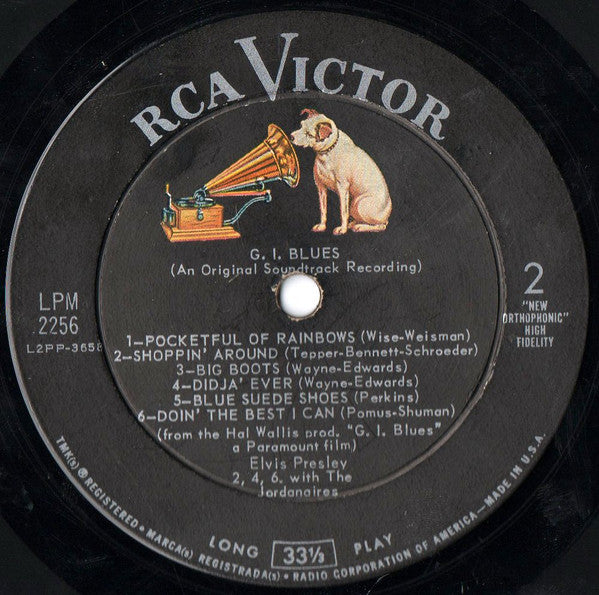 RCA VICTOR
G. I. BLUES
(An Original Soundtrack Recording)
LPM
2256
L2PP-3658
2
"NEW
ORTHOPHONIC"
HIGH
FIDELITY
1—POCKETFUL OF RAINBOWS (Wise-Weisman)
2—SHOPPIN' AROUND (Tepper-Bennett-Schroeder)
3—BIG BOOTS (Wayne-Edwards)
4—DIDJA' EVER (Wayne-Edwards)
5—BLUE SUEDE SHOES (Perkins)
6—DOIN' THE BEST I CAN (Pomus-Shuman)
(from the Hal Wallis prod. "G. I. Blues"
a Paramount film)
Elvis Presley
2, 4, 6. with The
Jordanaires
LONG 33⅓ PLAY
TMK(s) ® REGISTERED • MARCA(s) REGISTRADA(s) • RADIO CORPORATION OF AMERICA—MADE IN U.S.A.